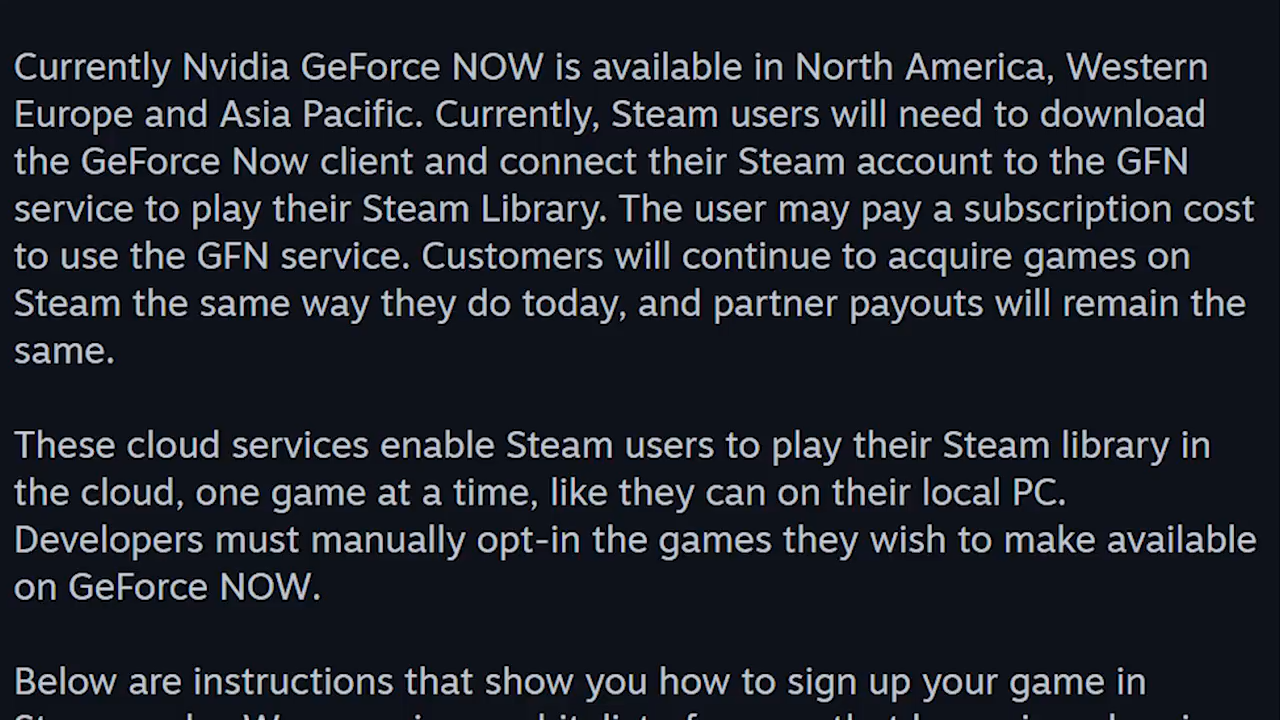 Currently Nvidia GeForce NOW is available in North America, Western
Europe and Asia Pacific. Currently, Steam users will need to download
the GeForce Now client and connect their Steam account to the GFN
service to play their Steam Library. The user may pay a subscription cost
to use the GFN service. Customers will continue to acquire games on
Steam the same way they do today, and partner payouts will remain the
same.
These cloud services enable Steam users to play their Steam library in
the cloud, one game at a time, like they can on their local PC.
Developers must manually opt-in the games they wish to make available
on GeForce NOW.
Below are instructions that show you how to sign up your game in